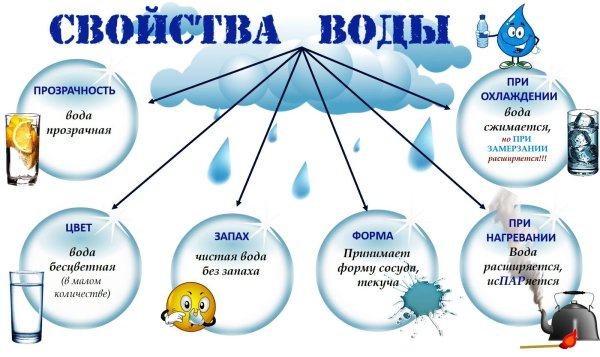 СВОЙСТВА ВОДЫ
ПРОЗРАЧНОСТЬ
вода
прозрачная
ПРИ
ОХЛАЖДЕНИИ
вода
сжимается,
но ПРИ
ЗАМЕРЗАНИИ
расширяется!!!
ЦВЕТ
вода
бесцветная
(в малом
количестве)
ЗАПАХ
чистая вода
без запаха
ФОРМА
Принимает
форму сосуда,
текуча
ПРИ
НАГРЕВАНИИ
Вода
расширяется,
исПАРяется